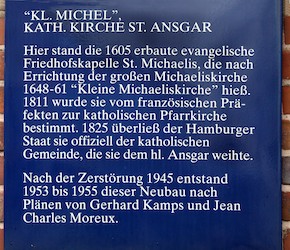 “KL. MICHEL”,
KATH. KIRCHE ST. ANSGAR
Hier stand die 1605 erbaute evangelische
Friedhofskapelle St. Michaelis, die nach
Errichtung der großen Michaeliskirche
1648-61 “Kleine Michaeliskirche” hieß.
1811 wurde sie vom französischen Prä-
fekten zur katholischen Pfarrkirche
bestimmt. 1825 überließ der Hamburger
Staat sie offiziell der katholischen
Gemeinde, die sie dem hl. Ansgar weihte.
Nach der Zerstörung 1945 entstand
1953 bis 1955 dieser Neubau nach
Plänen von Gerhard Kamps und Jean
Charles Moreux.